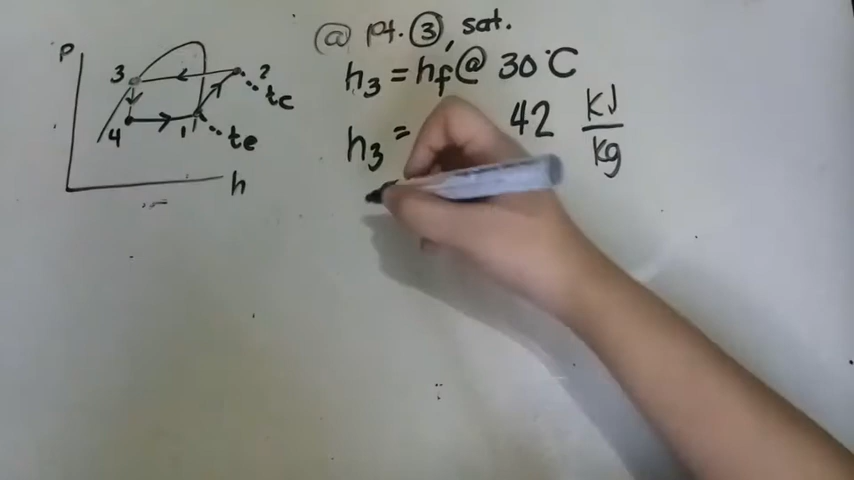 P
3
2
tc
4
1
te
h
@ pt. 3, sat.
h3 = hf @ 30°C
h3 = 42 kJ/kg